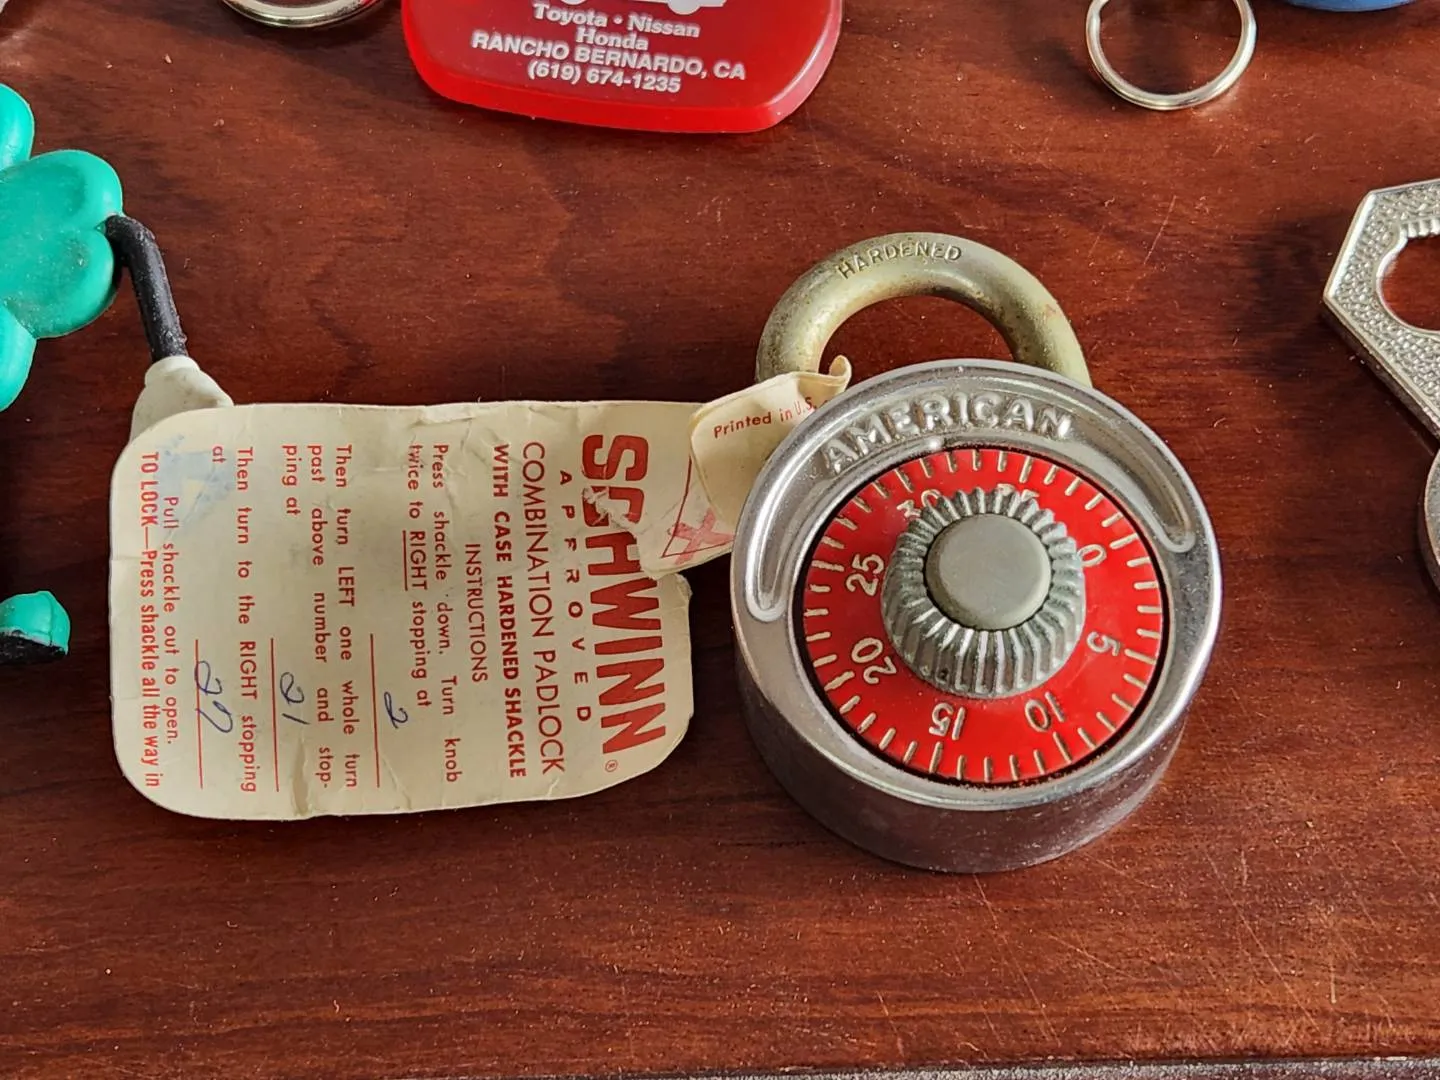 Toyota • Nissan
Honda
RANCHO BERNARDO, CA
(619) 674-1235
HARDENED
AMERICAN
0
5
10
15
20
25
30
35
Printed in U.S.
SCHWINN®
APPROVED
COMBINATION PADLOCK
WITH CASE HARDENED SHACKLE
INSTRUCTIONS
Press shackle down. Turn knob
twice to RIGHT stopping at
2
Then turn LEFT one whole turn
past above number and stop-
ping at
21
Then turn to the RIGHT stopping
at
27
Pull shackle out to open.
TO LOCK—Press shackle all the way in